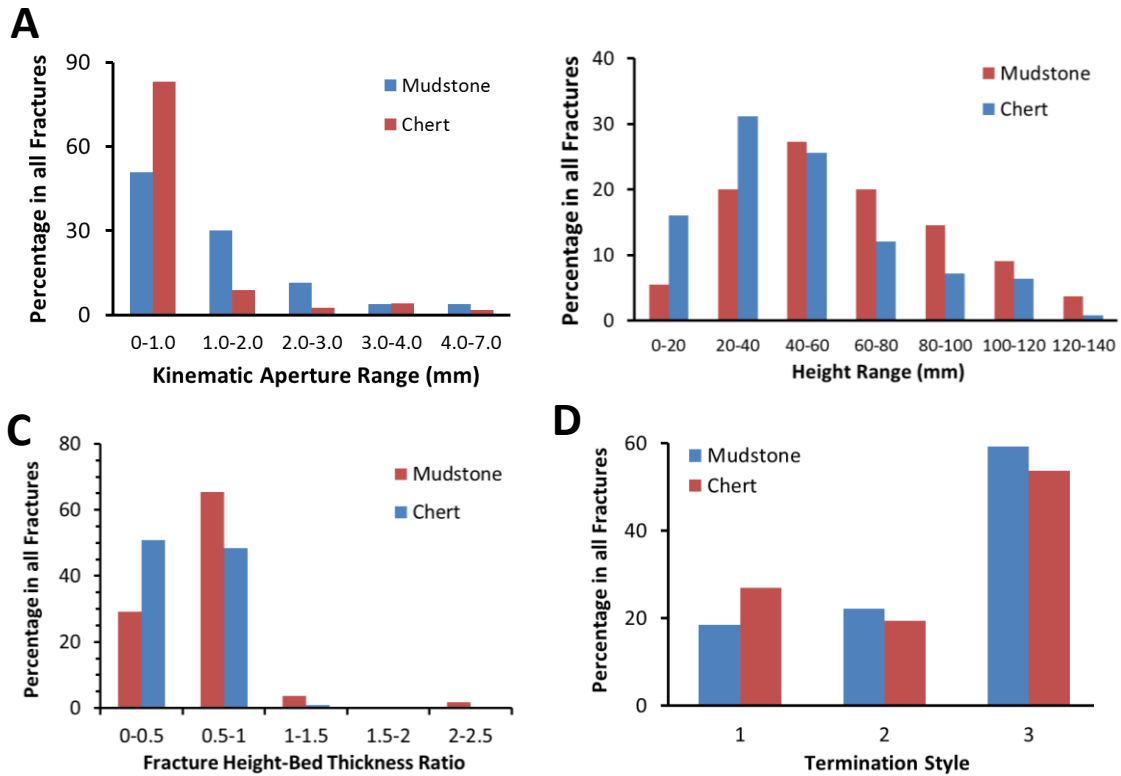 A
Percentage in all Fractures
90
60
30
0
Mudstone
Chert
0-1.0 1.0-2.0 2.0-3.0 3.0-4.0 4.0-7.0
Kinematic Aperture Range (mm)
Percentage in all Fractures
40
30
20
10
0
Mudstone
Chert
0-20 20-40 40-60 60-80 80-100 100-120 120-140
Height Range (mm)
C
Percentage in all Fractures
80
60
40
20
0
Mudstone
Chert
0-0.5 0.5-1 1-1.5 1.5-2 2-2.5
Fracture Height-Bed Thickness Ratio
D
Percentage in all Fractures
60
40
20
0
Mudstone
Chert
1 2 3
Termination Style